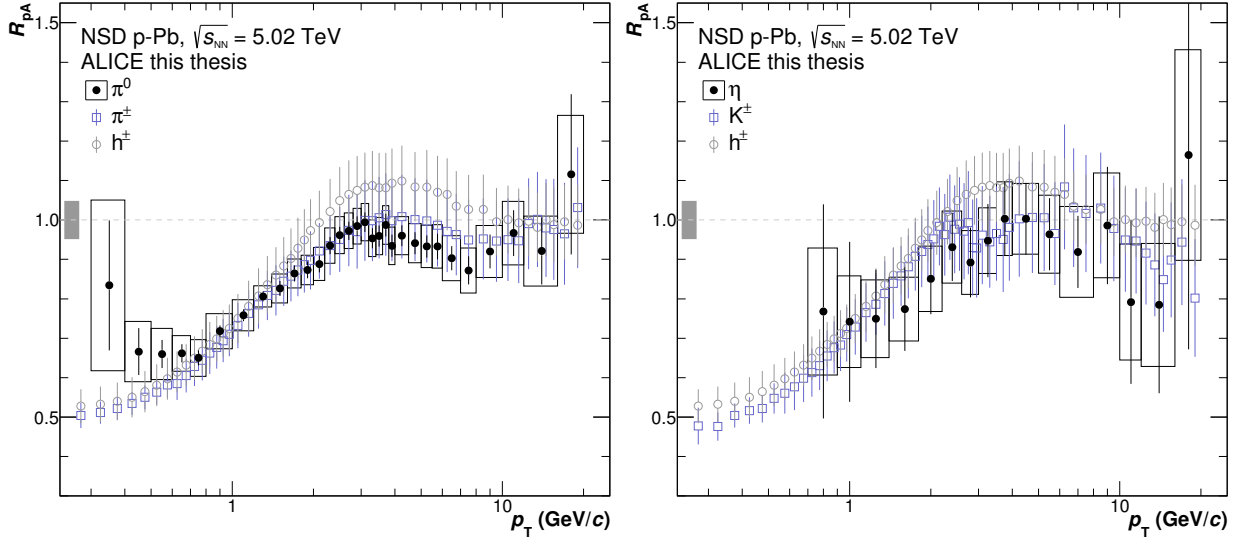 R_pA
1.5
1.0
0.5
NSD p-Pb, √s_NN = 5.02 TeV
ALICE this thesis
π⁰
π±
h±
1
10
p_T (GeV/c)
R_pA
1.5
1.0
0.5
NSD p-Pb, √s_NN = 5.02 TeV
ALICE this thesis
η
K±
h±
1
10
p_T (GeV/c)